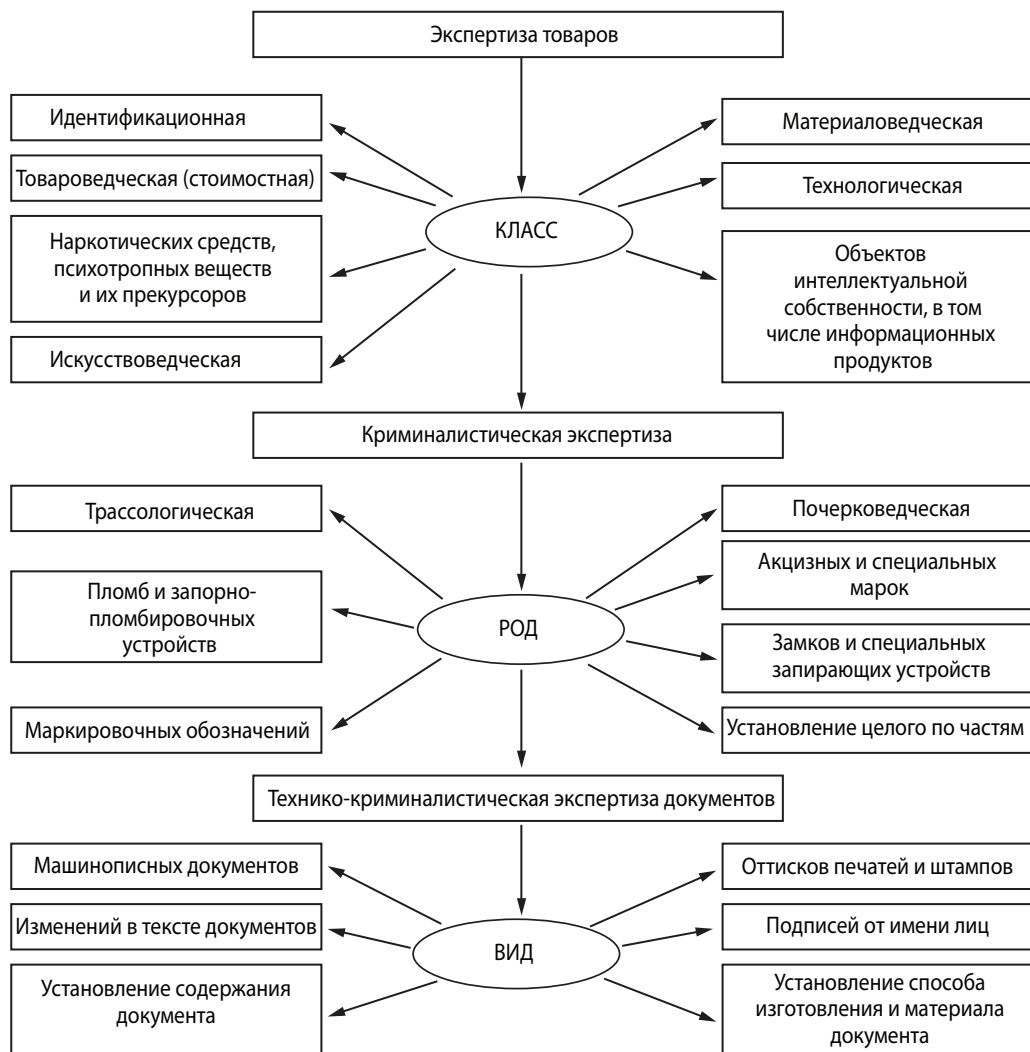 Экспертиза товаров
Идентификационная
Товароведческая (стоимостная)
Наркотических средств,
психотропных веществ
и их прекурсоров
Искусствоведческая
КЛАСС
Материаловедческая
Технологическая
Объектов
интеллектуальной
собственности, в том
числе информационных
продуктов
Криминалистическая экспертиза
Трассологическая
Пломб и запорно-
пломбировочных
устройств
Маркировочных обозначений
РОД
Почерковедческая
Акцизных и специальных
марок
Замков и специальных
запирающих устройств
Установление целого по частям
Технико-криминалистическая экспертиза документов
Машинописных документов
Изменений в тексте документов
Установление содержания
документа
ВИД
Оттисков печатей и штампов
Подписей от имени лиц
Установление способа
изготовления и материала
документа